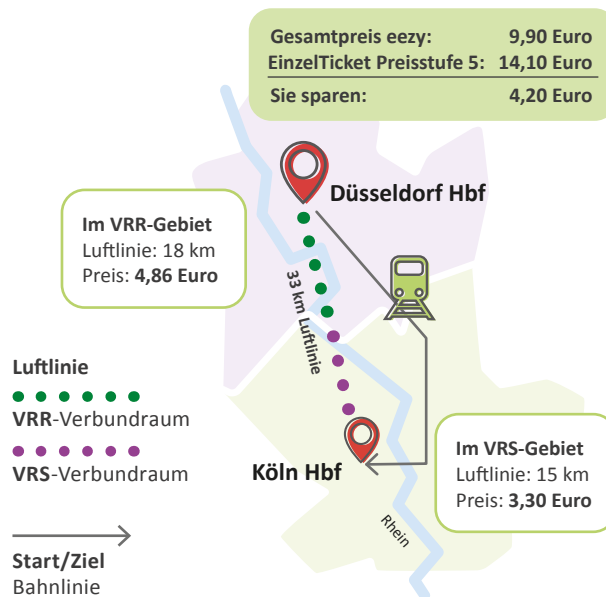 Gesamtpreis eezy: 9,90 Euro
EinzelTicket Preisstufe 5: 14,10 Euro
Sie sparen: 4,20 Euro
Düsseldorf Hbf
Im VRR-Gebiet
Luftlinie: 18 km
Preis: 4,86 Euro
33 km Luftlinie
Luftlinie
VRR-Verbundraum
VRS-Verbundraum
Köln Hbf
Im VRS-Gebiet
Luftlinie: 15 km
Preis: 3,30 Euro
Rhein
Start/Ziel
Bahnlinie